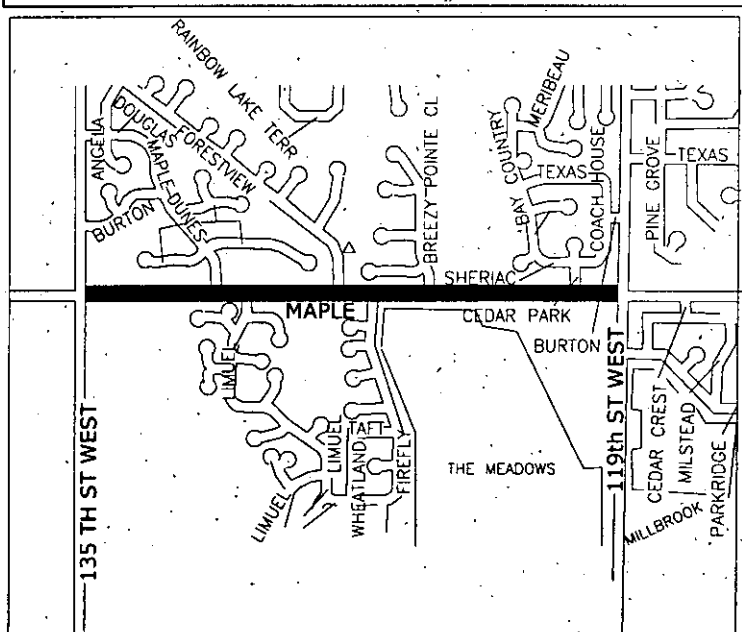 RAINBOW LAKE TERR
DOUGLAS
FORESTVIEW
ANGELA
MAPLE-DUNES
BURTON
BREEZY POINTE CL
MERIBEAU
BAY COUNTRY
TEXAS
COACH HOUSE
PINE GROVE
TEXAS
SHERIAC
MAPLE
CEDAR PARK
BURTON
LIMUEL
LIMUEL
TAFT
WHEATLAND
FIREFLY
LIMUEL
THE MEADOWS
135 TH ST WEST
119th ST WEST
CEDAR CREST
MILSTEAD
PARKRIDGE
MILLBROOK